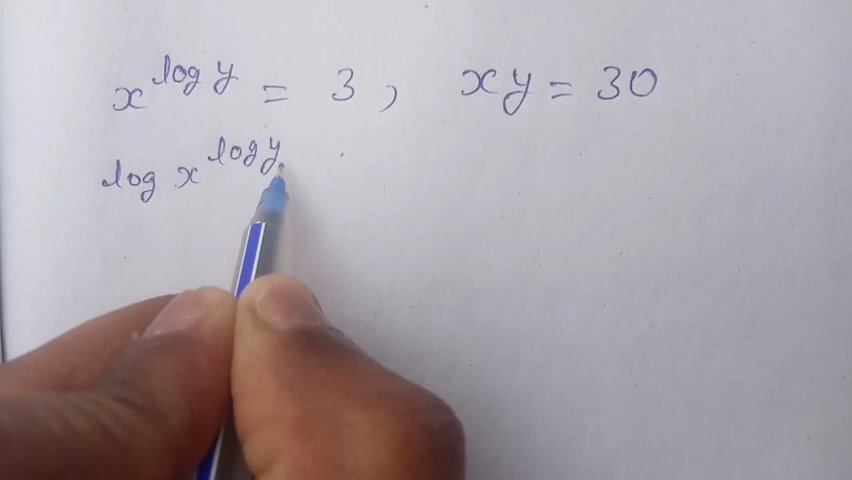 x^{log y} = 3, xy = 30
log x^{log y}